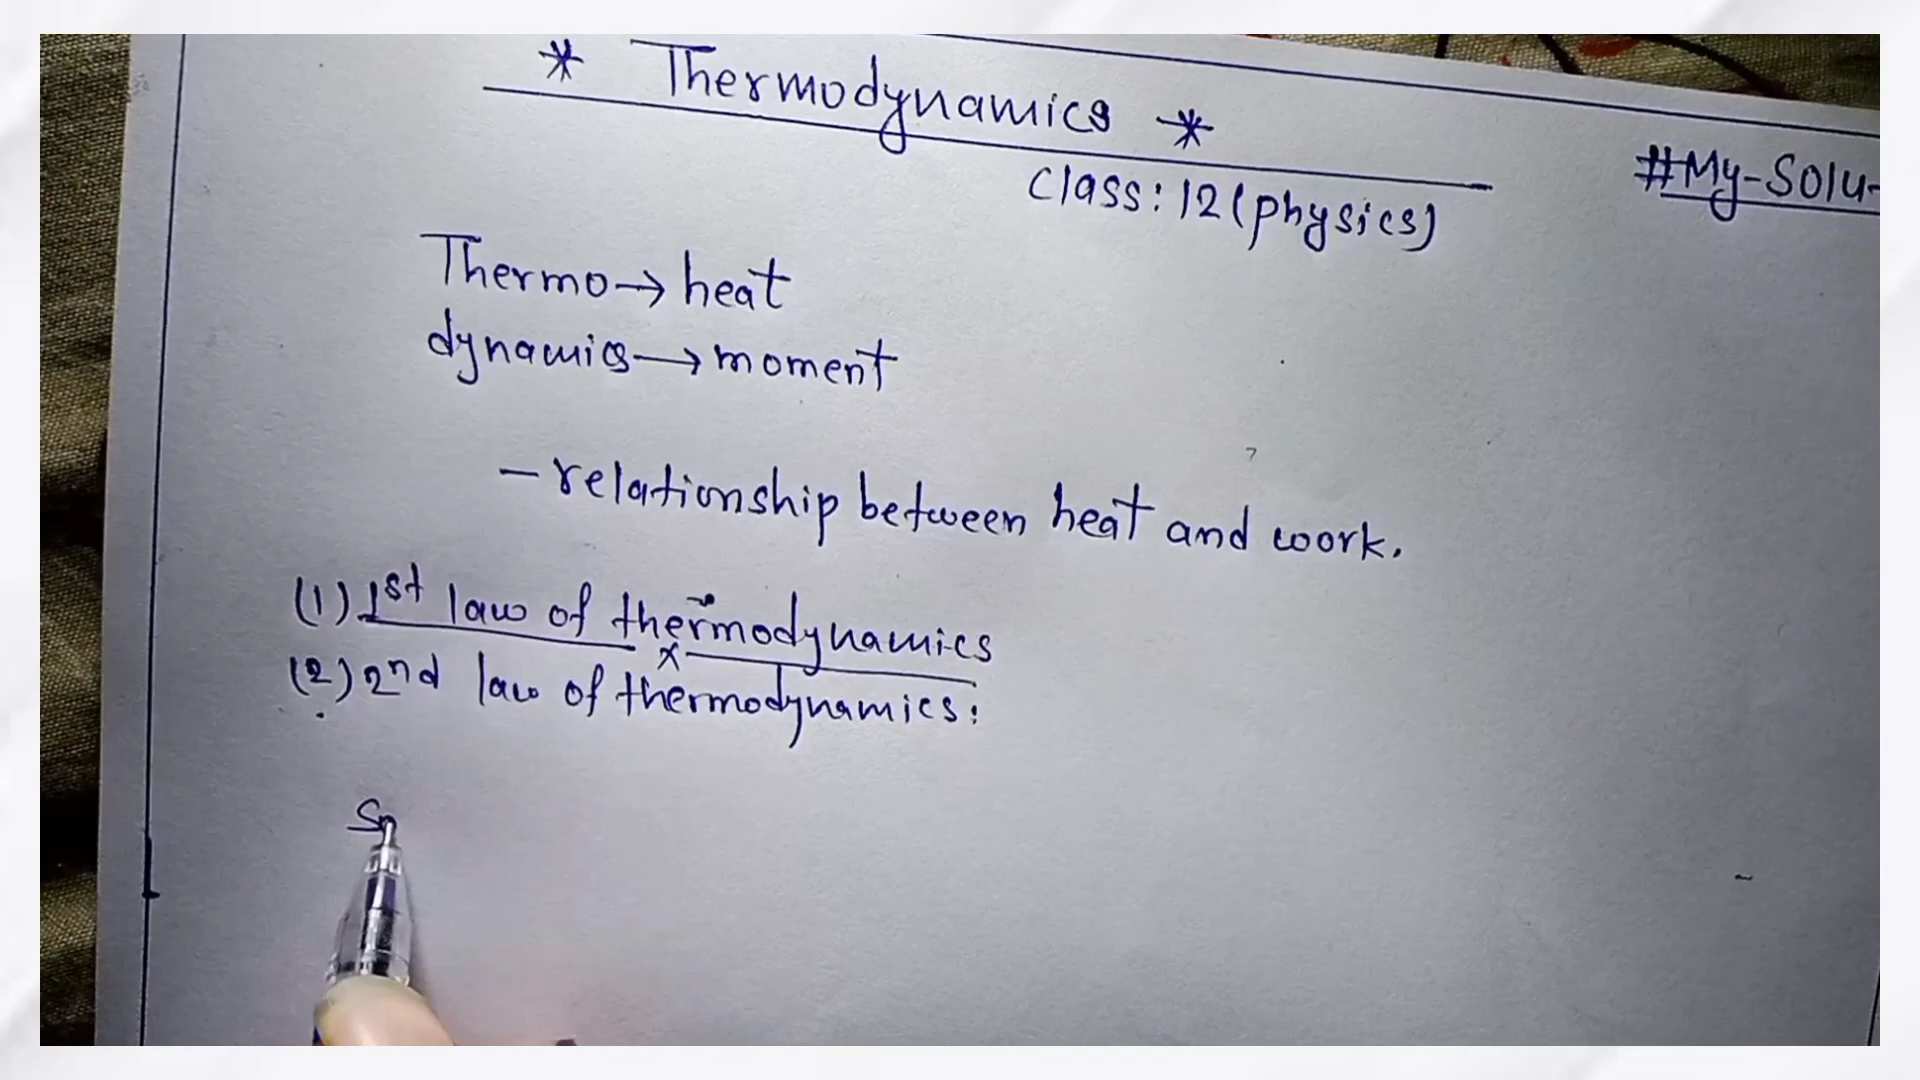 * Thermodynamics *
#My-Solu-
Class: 12 (physics)
Thermo → heat
dynamics → moment
- relationship between heat and work.
(1) 1st law of thermodynamics
(2) 2nd law of thermodynamics: